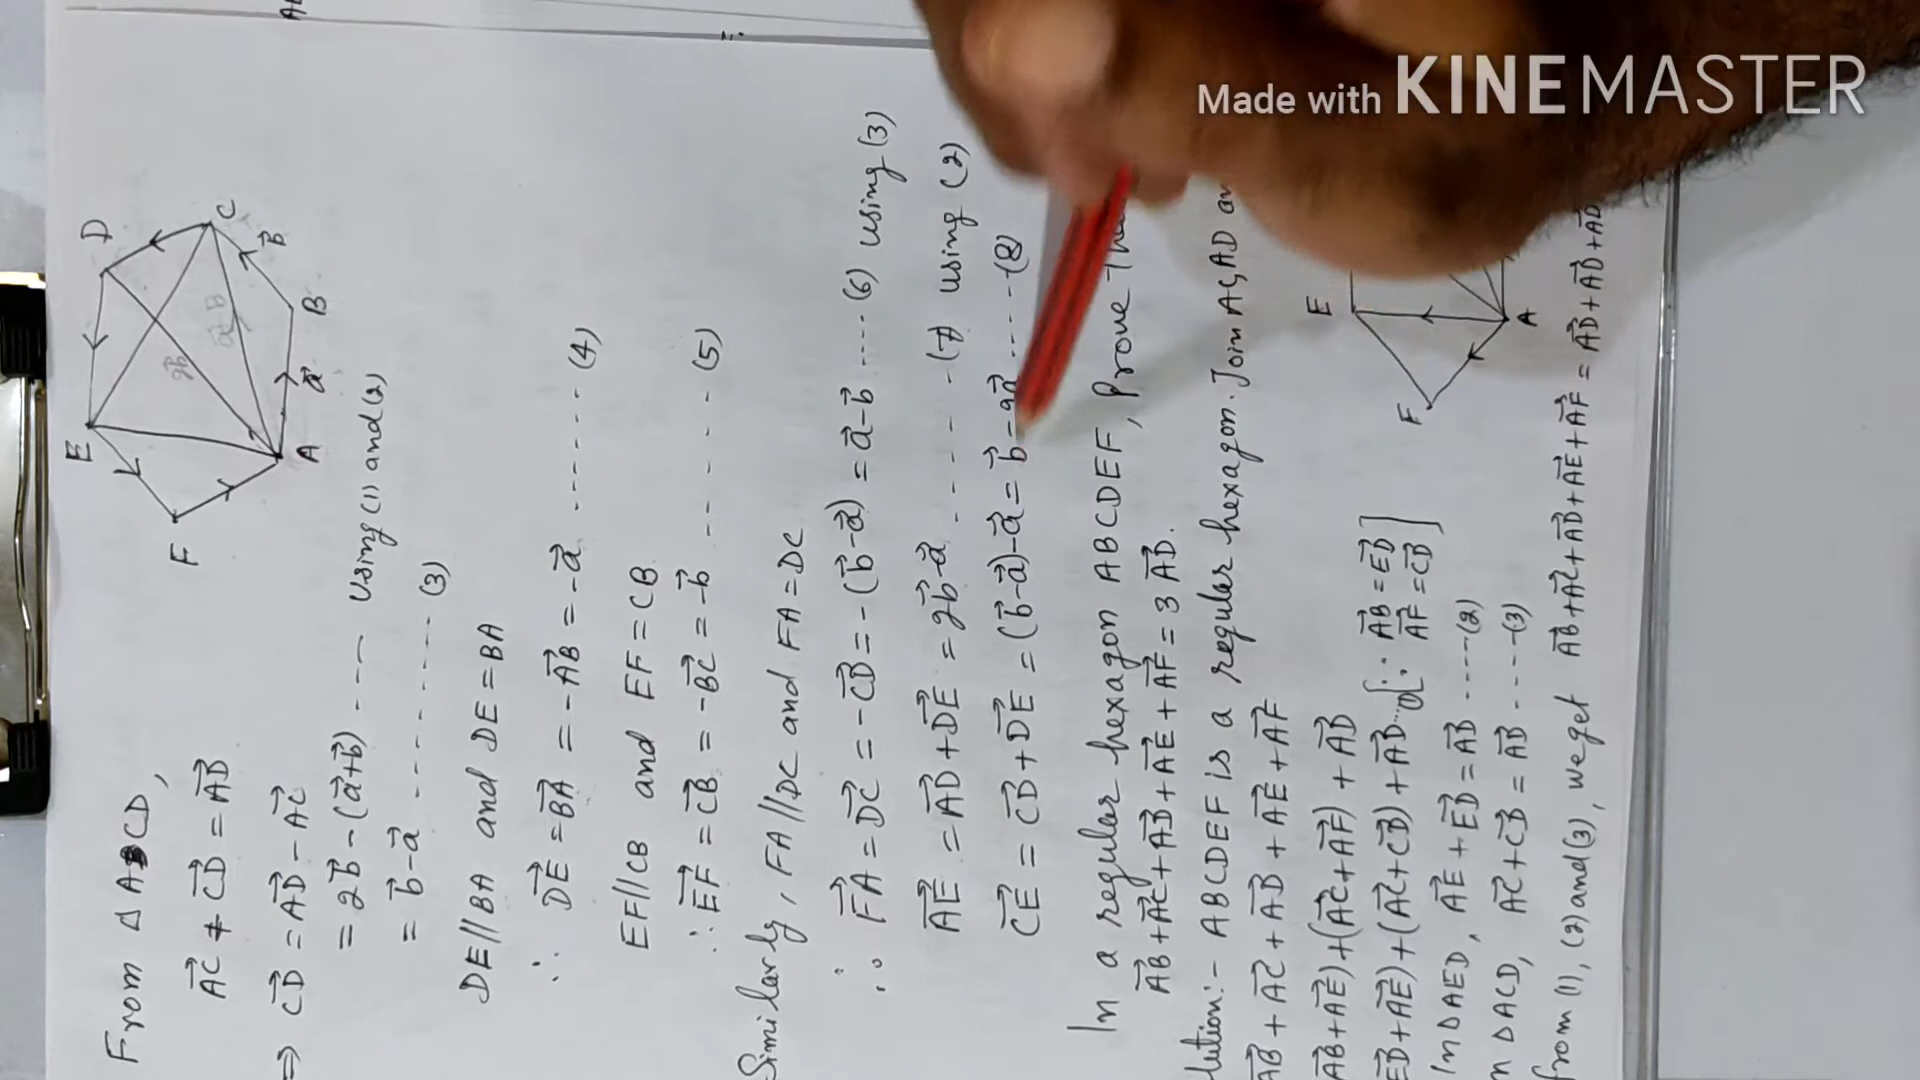 From Δ ACD,
AC⃗ + CD⃗ = AD⃗
⇒ CD⃗ = AD⃗ - AC⃗
= 2b⃗ - (a⃗+b⃗) ---- using (1) and (2)
= b⃗ - a⃗ ---------- (3)
DE//BA and DE = BA
∴ DE⃗ = BA⃗ = -AB⃗ = -a⃗ -------- (4)
EF//CB and EF = CB
∴ EF⃗ = CB⃗ = -BC⃗ = -b⃗ ------- (5)
Similarly, FA//DC and FA = DC
∴ FA⃗ = DC⃗ = -CD⃗ = -(b⃗-a⃗) = a⃗-b⃗ ---- (6) using (3)
AE⃗ = AD⃗ + DE⃗ = 2b⃗-a⃗ ------ (7) using (2)
CE⃗ = CD⃗ + DE⃗ = (b⃗-a⃗)-a⃗ = b⃗-2a⃗ ----- (8)
D
C
E
b⃗
2b⃗
B
F
A
a⃗
In a regular hexagon ABCDEF, Prove
AB⃗ + AC⃗ + AD⃗ + AE⃗ + AF⃗ = 3 AD⃗.
lution:- ABCDEF is a regular hexagon. Join AC, AD
AB⃗ + AC⃗ + AD⃗ + AE⃗ + AF⃗
AB⃗ + AE⃗) + (AC⃗ + AF⃗) + AD⃗
ED⃗ + AE⃗) + (AC⃗ + CD⃗) + AD⃗ [∵ AB⃗ = ED⃗
AF⃗ = CD⃗]
In Δ AED, AE⃗ + ED⃗ = AD⃗ ---- (2)
n Δ ACD, AC⃗ + CD⃗ = AD⃗ ---- (3)
from (1), (2) and (3), we get AB⃗ + AC⃗ + AD⃗ + AE⃗ + AF⃗ = AD⃗ + AD⃗ + AD⃗
E
F
A
Made with KINEMASTER